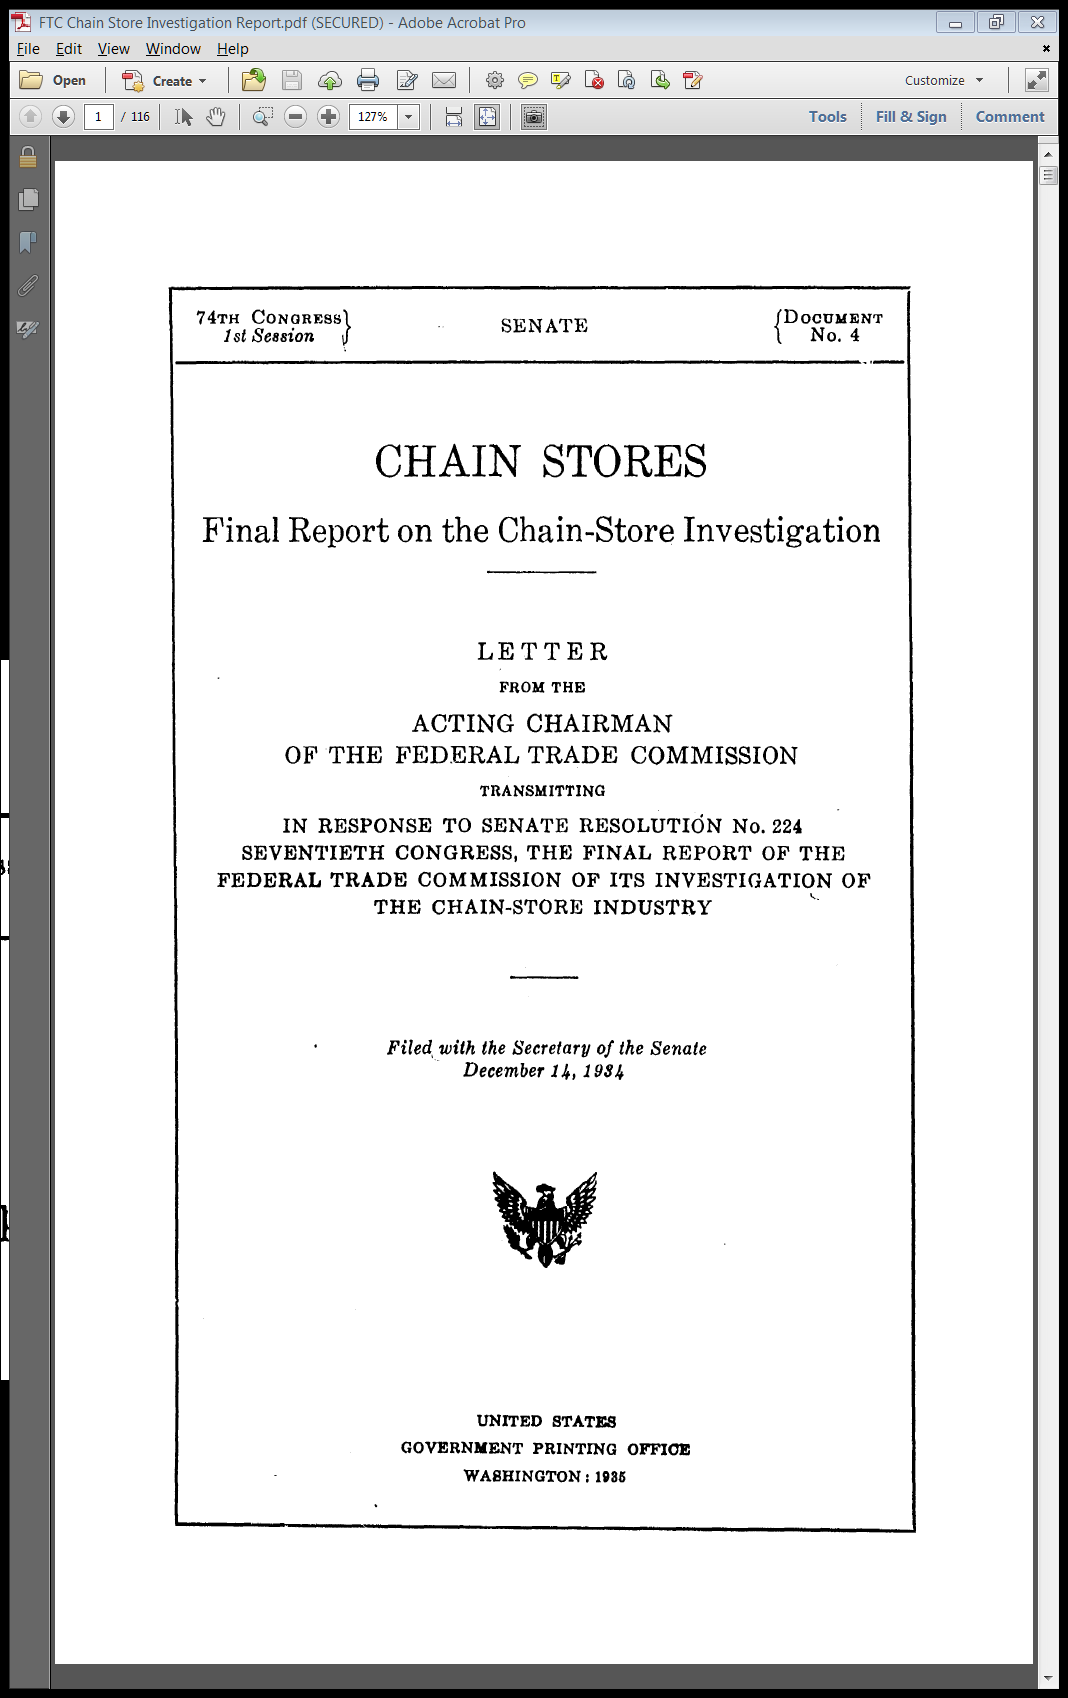 FTC Chain Store Investigation Report.pdf (SECURED) - Adobe Acrobat Pro
File Edit View Window Help
Open Create Customize
1 / 116 127% Tools Fill & Sign Comment
74TH CONGRESS } SENATE { DOCUMENT
1st Session No. 4
CHAIN STORES
Final Report on the Chain-Store Investigation
LETTER
FROM THE
ACTING CHAIRMAN
OF THE FEDERAL TRADE COMMISSION
TRANSMITTING
IN RESPONSE TO SENATE RESOLUTION No. 224
SEVENTIETH CONGRESS, THE FINAL REPORT OF THE
FEDERAL TRADE COMMISSION OF ITS INVESTIGATION OF
THE CHAIN-STORE INDUSTRY
Filed with the Secretary of the Senate
December 14, 1934
UNITED STATES
GOVERNMENT PRINTING OFFICE
WASHINGTON : 1935